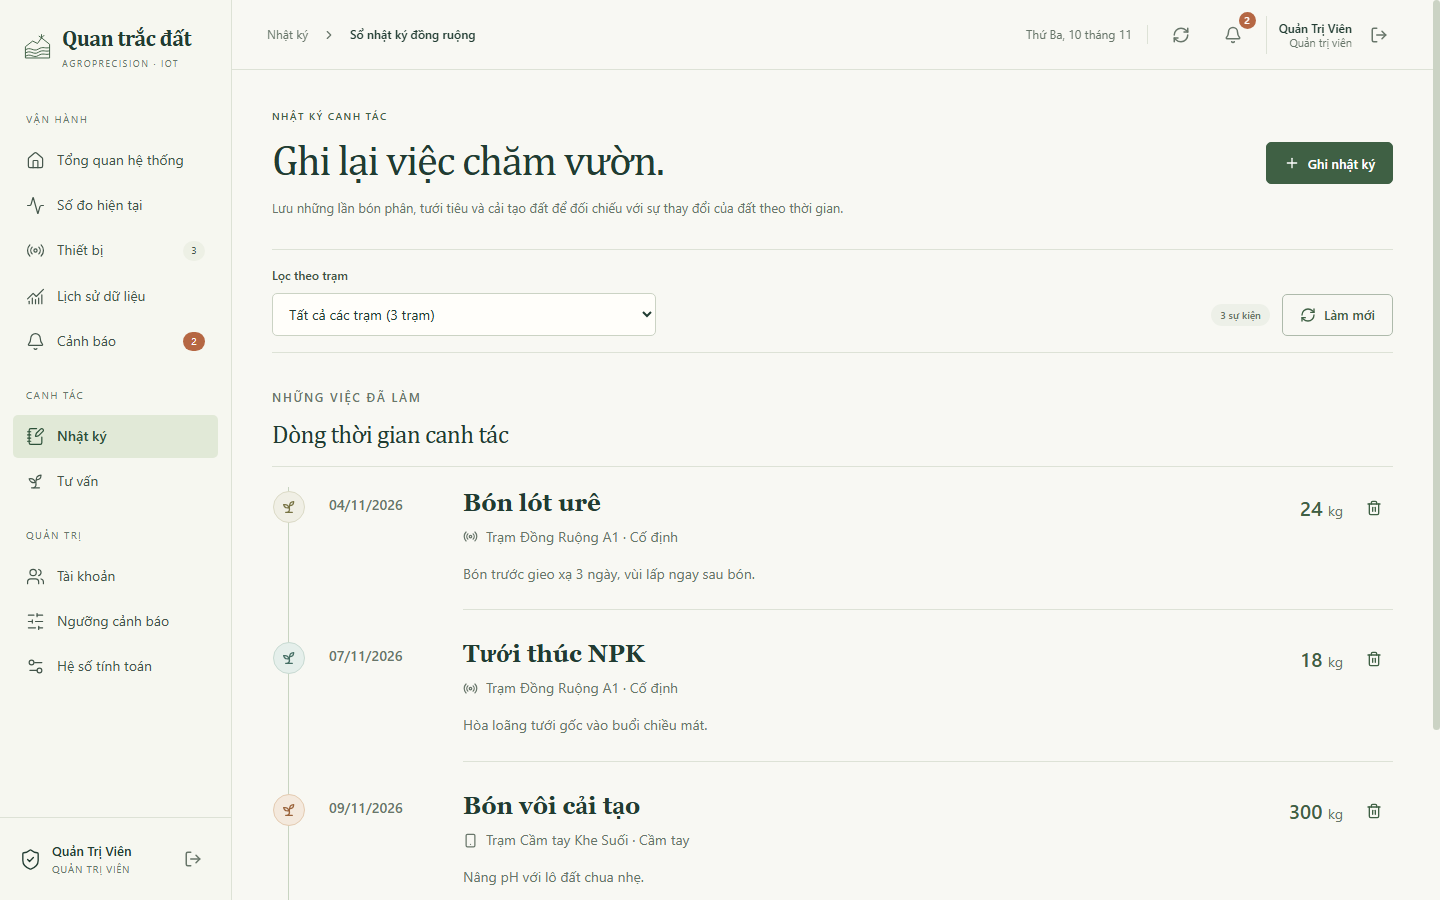 Quan trắc đất
AGROPRECISION · IOT
VẬN HÀNH
Tổng quan hệ thống
Số đo hiện tại
Thiết bị
3
Lịch sử dữ liệu
Cảnh báo
2
CANH TÁC
Nhật ký
Tư vấn
QUẢN TRỊ
Tài khoản
Ngưỡng cảnh báo
Hệ số tính toán
Quản Trị Viên
QUẢN TRỊ VIÊN
Nhật ký
Sổ nhật ký đồng ruộng
Thứ Ba, 10 tháng 11
2
Quản Trị Viên
Quản trị viên
NHẬT KÝ CANH TÁC
Ghi lại việc chăm vườn.
Lưu những lần bón phân, tưới tiêu và cải tạo đất để đối chiếu với sự thay đổi của đất theo thời gian.
Ghi nhật ký
Lọc theo trạm
Tất cả các trạm (3 trạm)
3 sự kiện
Làm mới
NHỮNG VIỆC ĐÃ LÀM
Dòng thời gian canh tác
04/11/2026
Bón lót urê
24 kg
Trạm Đồng Ruộng A1 · Cố định
Bón trước gieo xạ 3 ngày, vùi lấp ngay sau bón.
07/11/2026
Tưới thúc NPK
18 kg
Trạm Đồng Ruộng A1 · Cố định
Hòa loãng tưới gốc vào buổi chiều mát.
09/11/2026
Bón vôi cải tạo
300 kg
Trạm Cầm tay Khe Suối · Cầm tay
Nâng pH với lô đất chua nhẹ.